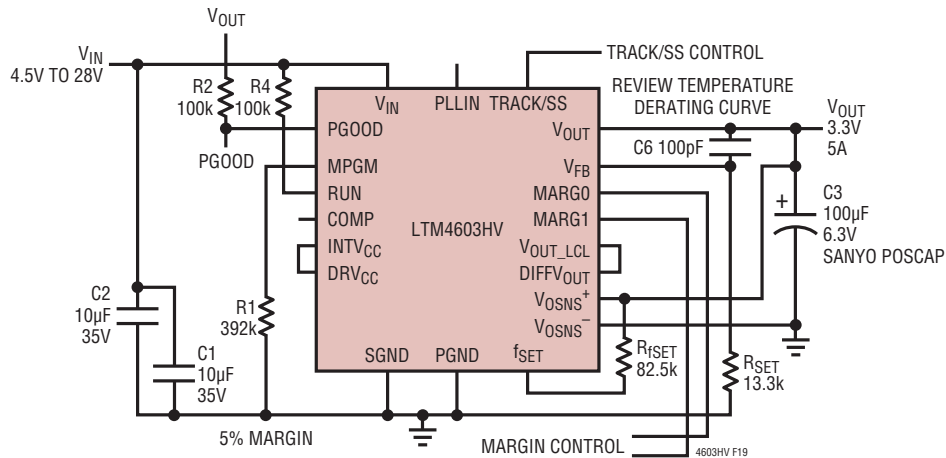 VOUT
VIN
4.5V TO 28V
R2
100k
R4
100k
PGOOD
TRACK/SS CONTROL
REVIEW TEMPERATURE
DERATING CURVE
VOUT
3.3V
5A
VIN
PLLIN
TRACK/SS
PGOOD
MPGM
RUN
COMP
INTVCC
DRVCC
LTM4603HV
VOUT
VFB
MARG0
MARG1
VOUT_LCL
DIFFVOUT
VOSNS+
VOSNS–
SGND
PGND
fSET
C6 100pF
+
C3
100µF
6.3V
SANYO POSCAP
C2
10µF
35V
C1
10µF
35V
R1
392k
RfSET
82.5k
RSET
13.3k
5% MARGIN
MARGIN CONTROL
4603HV F19